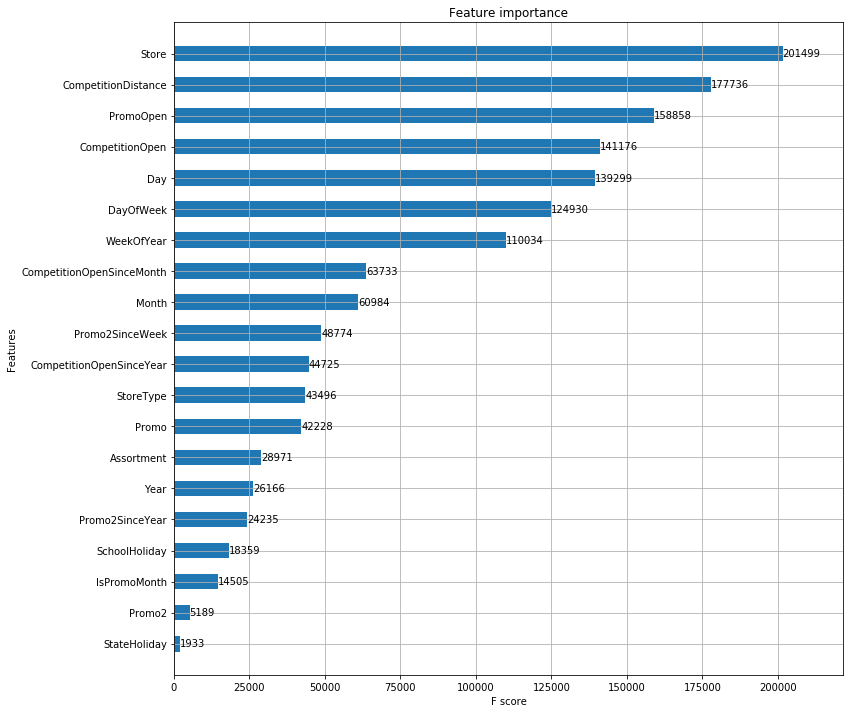 Feature importance
Features
Store 201499
CompetitionDistance 177736
PromoOpen 158858
CompetitionOpen 141176
Day 139299
DayOfWeek 124930
WeekOfYear 110034
CompetitionOpenSinceMonth 63733
Month 60984
Promo2SinceWeek 48774
CompetitionOpenSinceYear 44725
StoreType 43496
Promo 42228
Assortment 28971
Year 26166
Promo2SinceYear 24235
SchoolHoliday 18359
IsPromoMonth 14505
Promo2 5189
StateHoliday 1933
0 25000 50000 75000 100000 125000 150000 175000 200000
F score